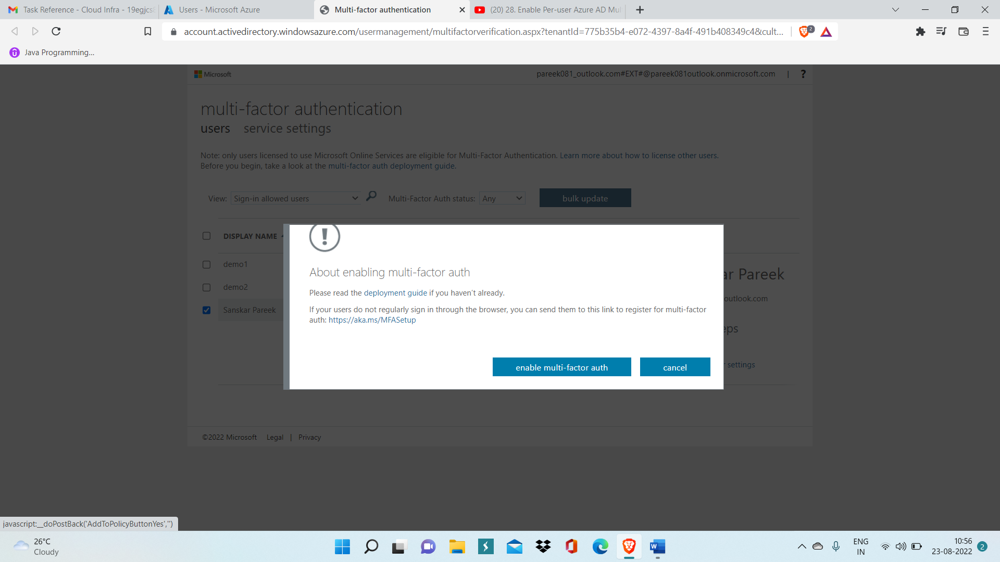 Task Reference - Cloud Infra - 19egjcs
Users - Microsoft Azure
Multi-factor authentication
(20) 28. Enable Per-user Azure AD Mul
account.activedirectory.windowsazure.com/usermanagement/multifactorverification.aspx?tenantId=775b35b4-e072-4397-8a4f-491b408349c4&cult...
2
Java Programming...
Microsoft
pareek081_outlook.com#EXT#@pareek081outlook.onmicrosoft.com | ?
multi-factor authentication
users service settings
Note: only users licensed to use Microsoft Online Services are eligible for Multi-Factor Authentication. Learn more about how to license other users.
Before you begin, take a look at the multi-factor auth deployment guide.
View: Sign-in allowed users Multi-Factor Auth status: Any bulk update
DISPLAY NAME
demo1
demo2
Sanskar Pareek
ar Pareek
outlook.com
eps
settings
!
About enabling multi-factor auth
Please read the deployment guide if you haven't already.
If your users do not regularly sign in through the browser, you can send them to this link to register for multi-factor
auth: https://aka.ms/MFASetup
enable multi-factor auth cancel
©2022 Microsoft Legal | Privacy
javascript:__doPostBack('AddToPolicyButtonYes','')
26°C
Cloudy
ENG
IN
10:56
23-08-2022
2